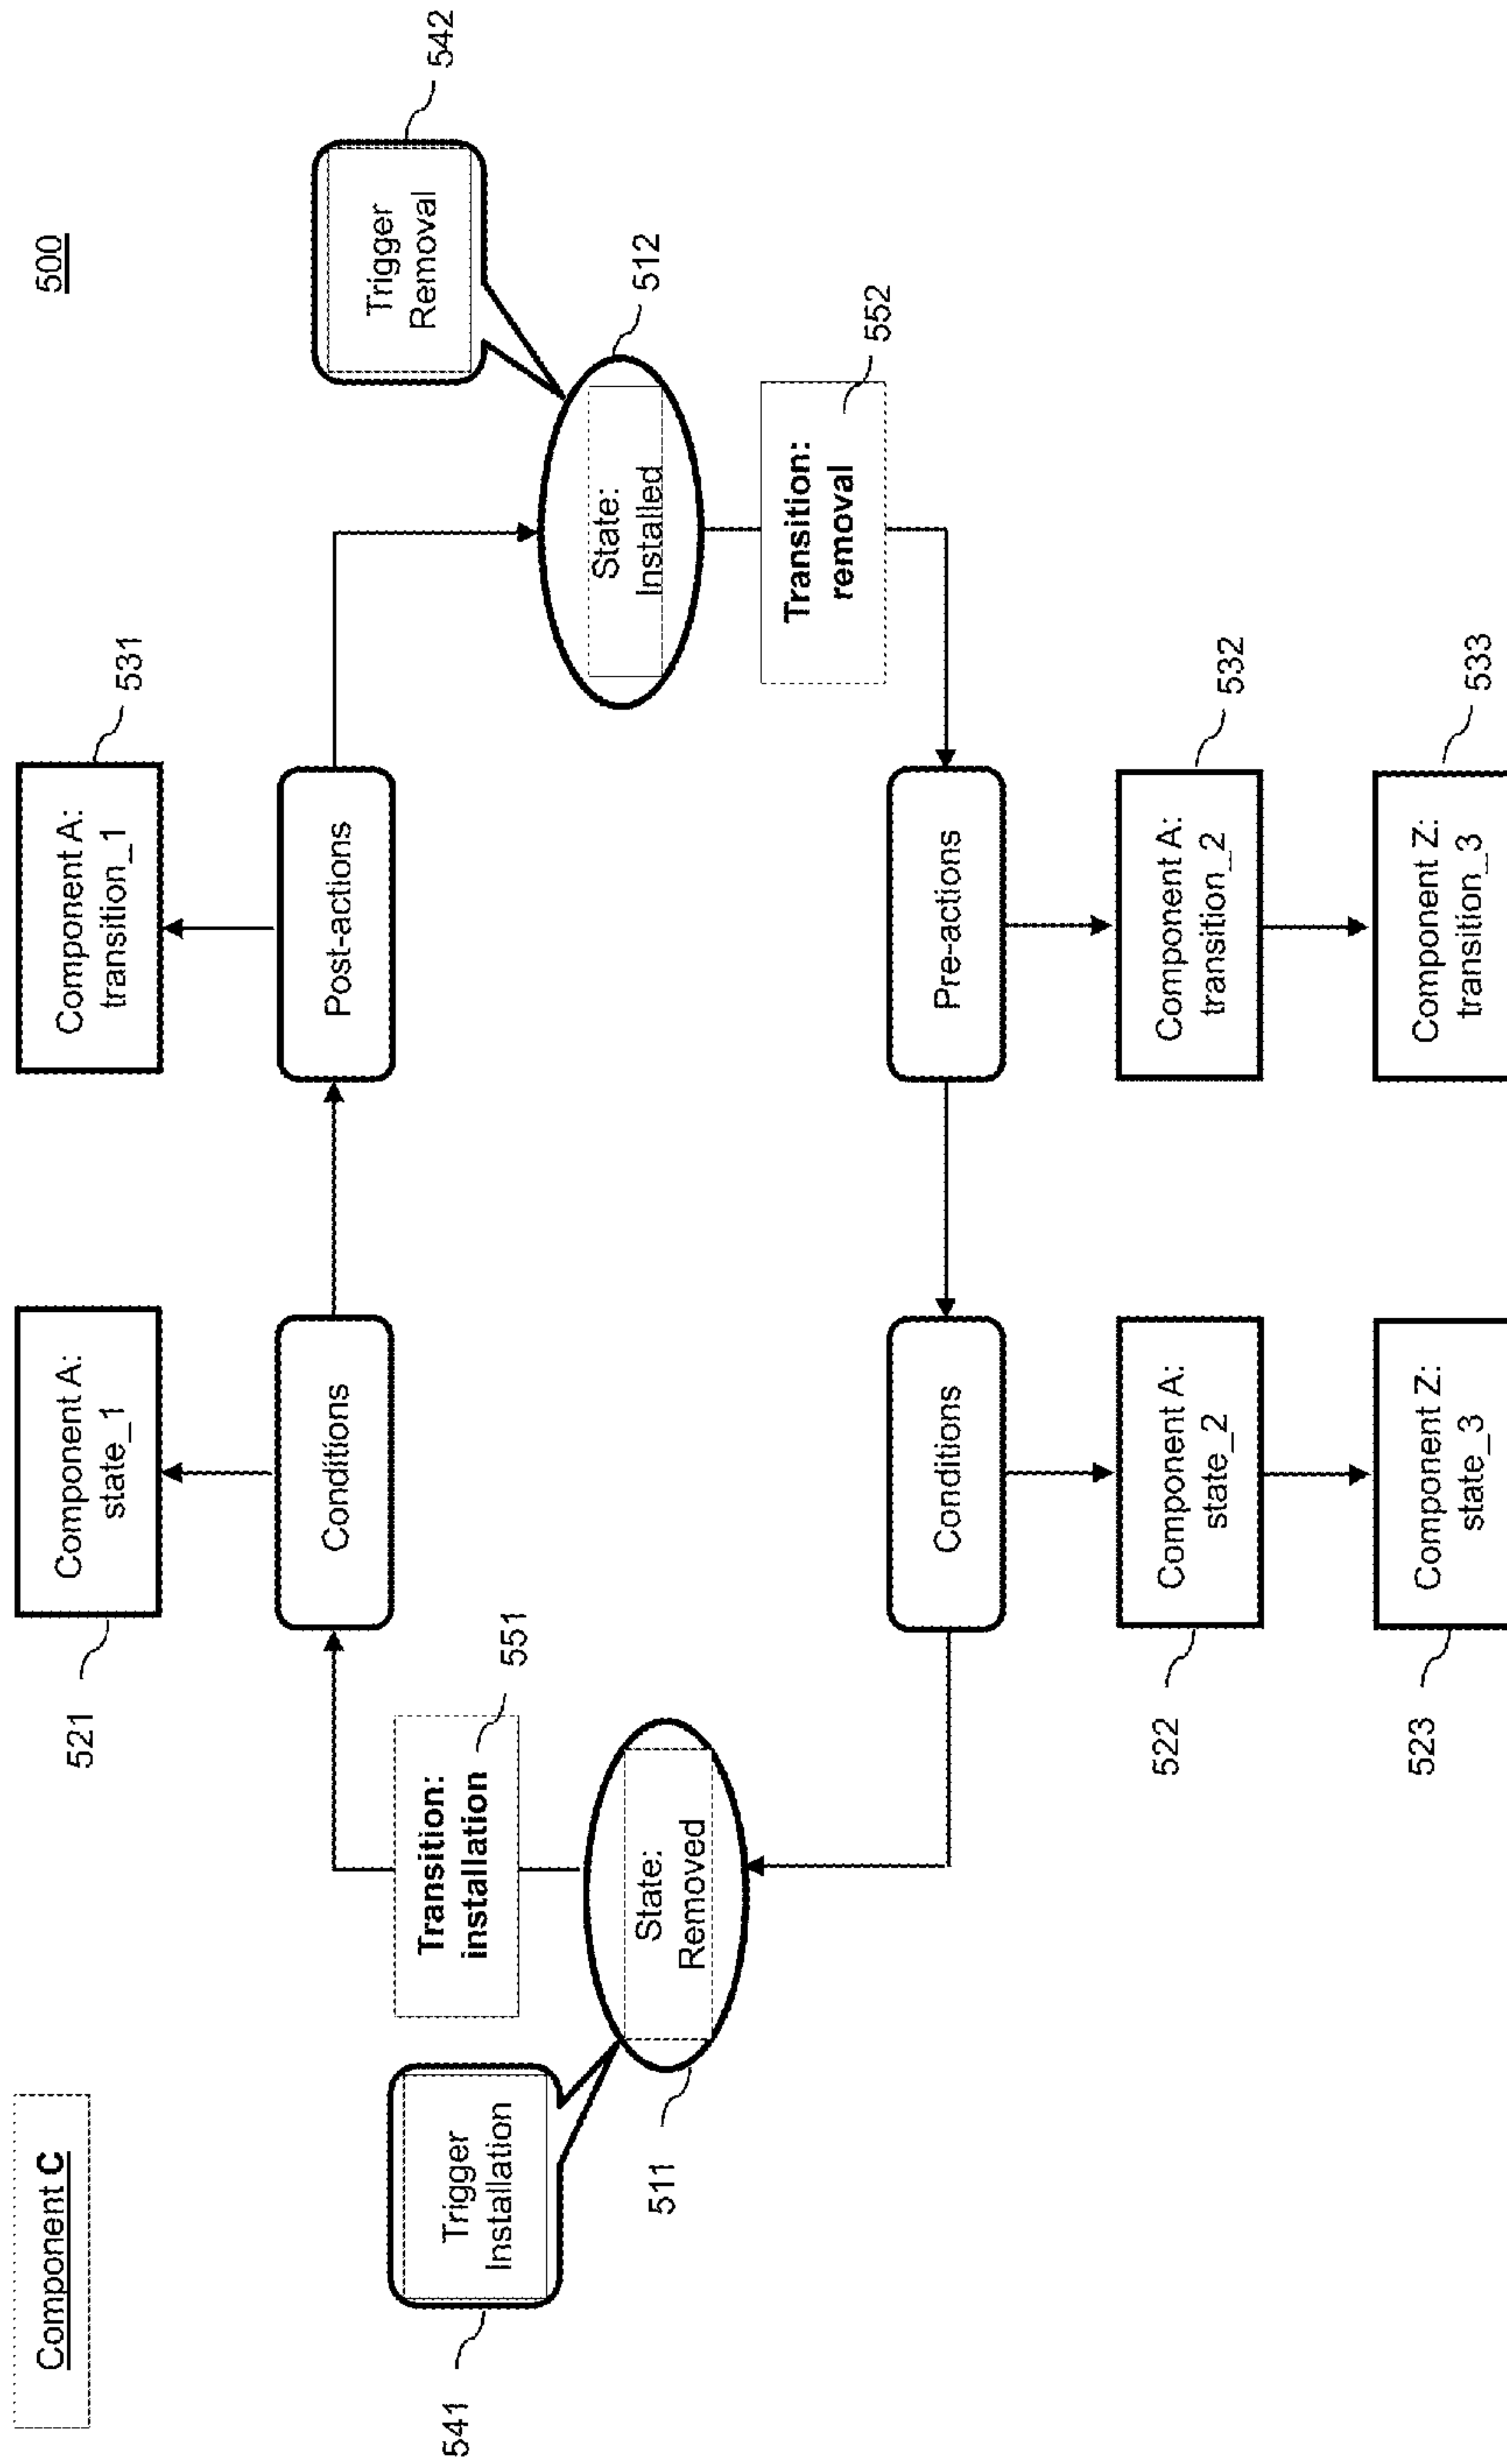 Component C
500
521
Component A:
state_1
Component A:
transition_1
531
Conditions
Post-actions
Trigger
Removal
542
541
Trigger
Installation
Transition:
installation
551
511
State:
Removed
State:
Installed
512
Transition:
removal
552
Conditions
Pre-actions
522
Component A:
state_2
Component A:
transition_2
532
523
Component Z:
state_3
Component Z:
transition_3
533